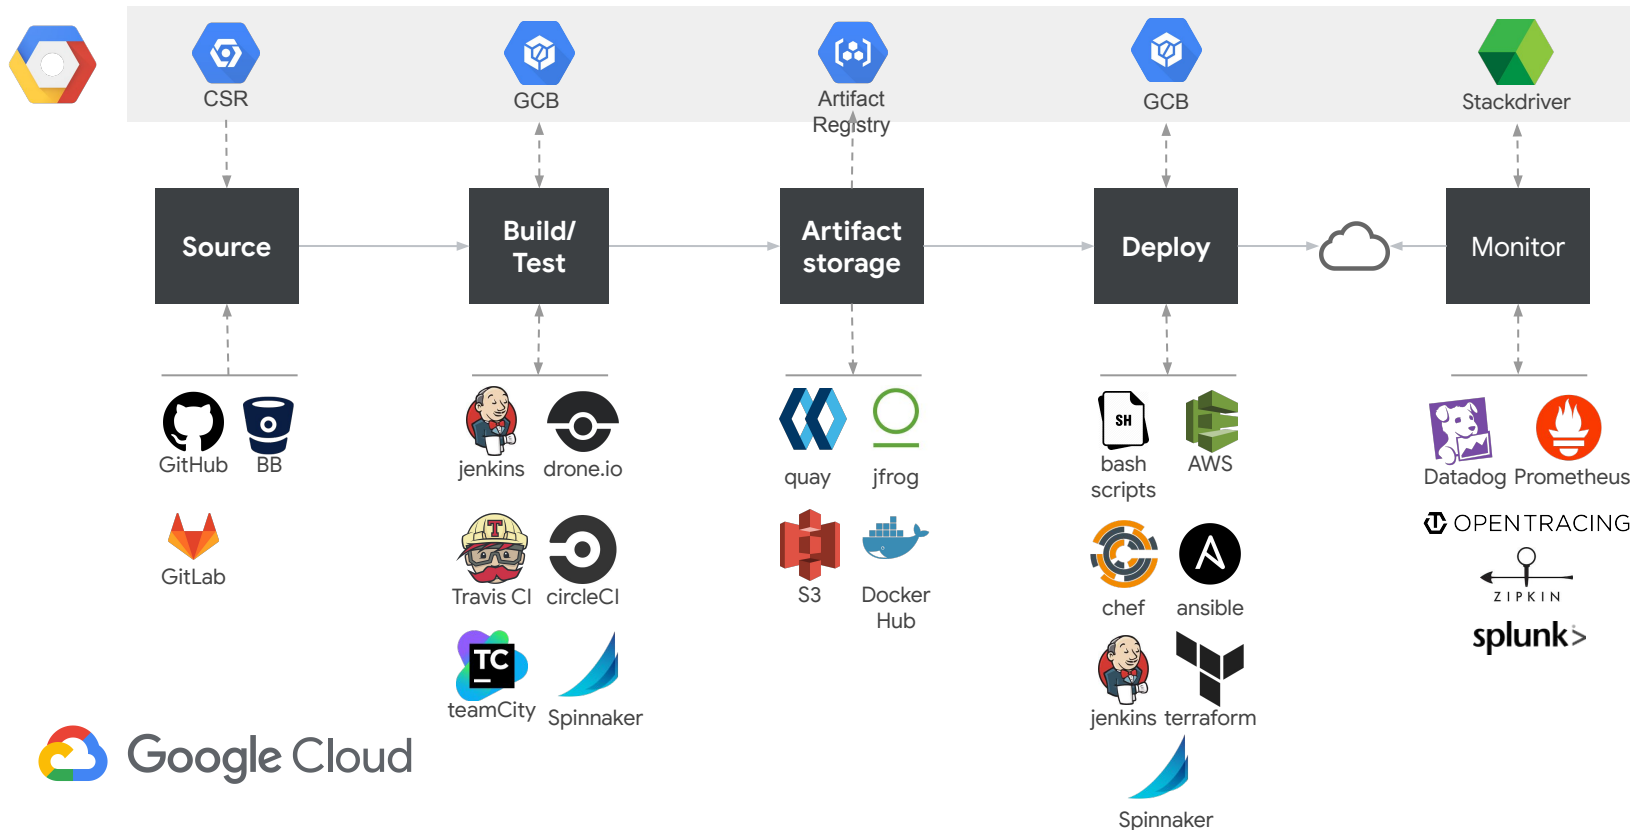 CSR
GCB
Artifact
Registry
GCB
Stackdriver
Source
Build/
Test
Artifact
storage
Deploy
Monitor
GitHub
BB
GitLab
jenkins
drone.io
T
Travis CI
circleCI
TC
teamCity
Spinnaker
quay
jfrog
S3
Docker
Hub
SH
bash
scripts
AWS
chef
ansible
jenkins
terraform
Spinnaker
Datadog
Prometheus
OPENTRACING
ZIPKIN
splunk>
Google Cloud